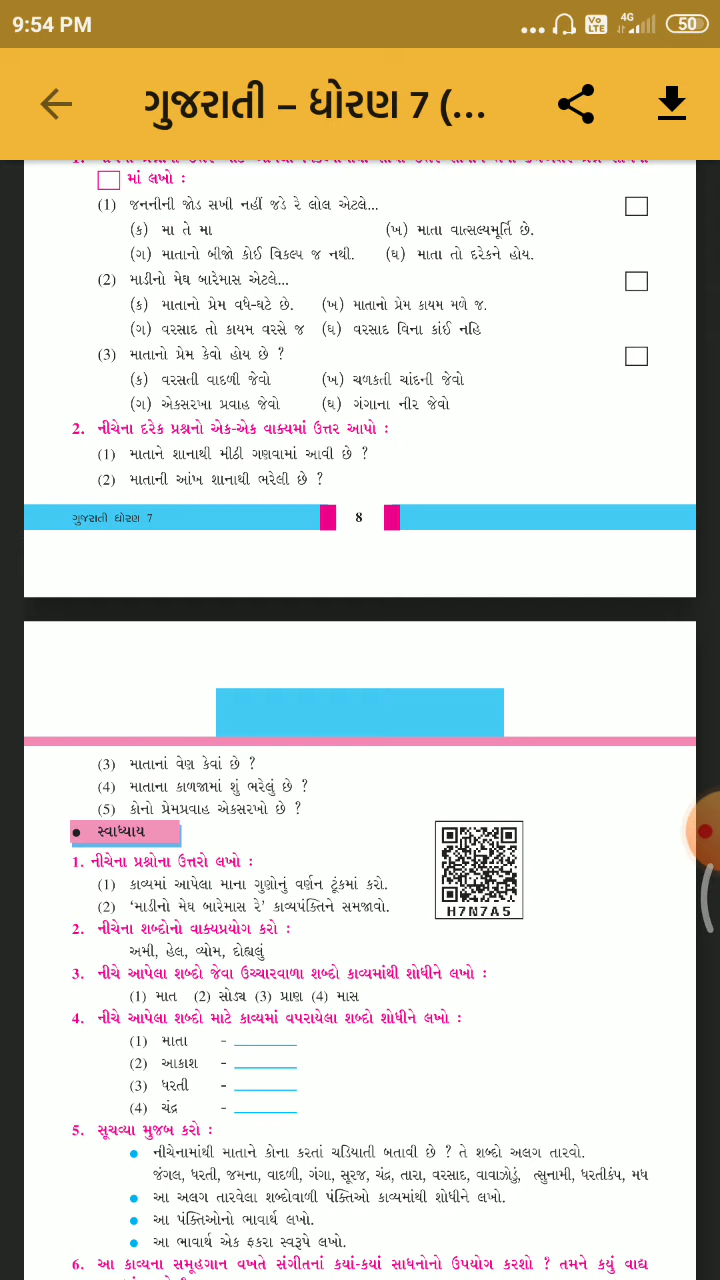 9:54 PM
Vo LTE 4G 50
ગુજરાતી – ધોરણ 7 (...
માં લખો :
(1) જનનીની જોડ સખી નહીં જડે રે લોલ એટલે...
(ક) મા તે મા (ખ) માતા વાત્સલ્યમૂર્તિ છે.
(ગ) માતાનો બીજો કોઈ વિકલ્પ જ નથી. (ઘ) માતા તો દરેકને હોય.
(2) માડીનો મેઘ બારેમાસ એટલે...
(ક) માતાનો પ્રેમ વધે-ઘટે છે. (ખ) માતાનો પ્રેમ કાયમ મળે જ.
(ગ) વરસાદ તો કાયમ વરસે જ (ઘ) વરસાદ વિના કાંઈ નહિ
(3) માતાનો પ્રેમ કેવો હોય છે ?
(ક) વરસતી વાદળી જેવો (ખ) ચળકતી ચાંદની જેવો
(ગ) એકસરખા પ્રવાહ જેવો (ઘ) ગંગાના નીર જેવો
2. નીચેના દરેક પ્રશ્નનો એક-એક વાક્યમાં ઉત્તર આપો :
(1) માતાને શાનાથી મીઠી ગણવામાં આવી છે ?
(2) માતાની આંખ શાનાથી ભરેલી છે ?
ગુજરાતી ધોરણ 7 8
(3) માતાનાં વેણ કેવાં છે ?
(4) માતાના કાળજામાં શું ભરેલું છે ?
(5) કોનો પ્રેમપ્રવાહ એકસરખો છે ?
• સ્વાધ્યાય
1. નીચેના પ્રશ્નોના ઉત્તરો લખો :
(1) કાવ્યમાં આપેલા માના ગુણોનું વર્ણન ટૂંકમાં કરો.
(2) ‘માડીનો મેઘ બારેમાસ રે’ કાવ્યપંક્તિને સમજાવો.
H7N7A5
2. નીચેના શબ્દોનો વાક્યપ્રયોગ કરો :
અમી, હેલ, વ્યોમ, દોહ્યલું
3. નીચે આપેલા શબ્દો જેવા ઉચ્ચારવાળા શબ્દો કાવ્યમાંથી શોધીને લખો :
(1) માત (2) સોડ્ય (3) પ્રાણ (4) માસ
4. નીચે આપેલા શબ્દો માટે કાવ્યમાં વપરાયેલા શબ્દો શોધીને લખો :
(1) માતા -
(2) આકાશ -
(3) ધરતી -
(4) ચંદ્ર -
5. સૂચવ્યા મુજબ કરો :
• નીચેનામાંથી માતાને કોના કરતાં ચડિયાતી બતાવી છે ? તે શબ્દો અલગ તારવો.
જંગલ, ધરતી, જમના, વાદળી, ગંગા, સૂરજ, ચંદ્ર, તારા, વરસાદ, વાવાઝોડું, ત્સુનામી, ધરતીકંપ, મધ
• આ અલગ તારવેલા શબ્દોવાળી પંક્તિઓ કાવ્યમાંથી શોધીને લખો.
• આ પંક્તિઓનો ભાવાર્થ લખો.
• આ ભાવાર્થ એક ફકરા સ્વરૂપે લખો.
6. આ કાવ્યના સમૂહગાન વખતે સંગીતનાં કયાં-કયાં સાધનોનો ઉપયોગ કરશો ? તમને કયું વાદ્ય